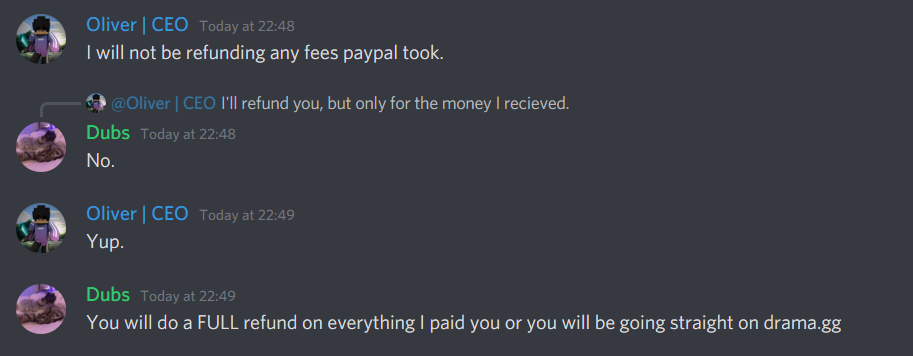 Oliver | CEO Today at 22:48
I will not be refunding any fees paypal took.
@Oliver | CEO I'll refund you, but only for the money I recieved.
Dubs Today at 22:48
No.
Oliver | CEO Today at 22:49
Yup.
Dubs Today at 22:49
You will do a FULL refund on everything I paid you or you will be going straight on drama.gg